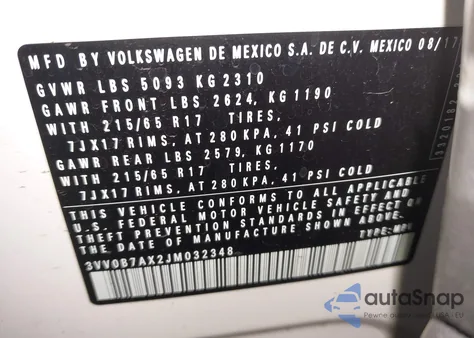 MFD BY VOLKSWAGEN DE MEXICO S.A. DE C.V. MEXICO 08/17
GVWR LBS 5093 KG 2310
GAWR FRONT LBS 2624, KG 1190
WITH 215/65 R17 TIRES,
7JX17 RIMS, AT 280 KPA, 41 PSI COLD
GAWR REAR LBS 2579, KG 1170
WITH 215/65 R17 TIRES,
7JX17 RIMS, AT 280 KPA, 41 PSI COLD
THIS VEHICLE CONFORMS TO ALL APPLICABLE
U.S. FEDERAL MOTOR VEHICLE SAFETY AND
THEFT PREVENTION STANDARDS IN EFFECT ON
THE DATE OF MANUFACTURE SHOWN ABOVE.
3VV0B7AX2JM032348 TYPE: MPV
autoSnap